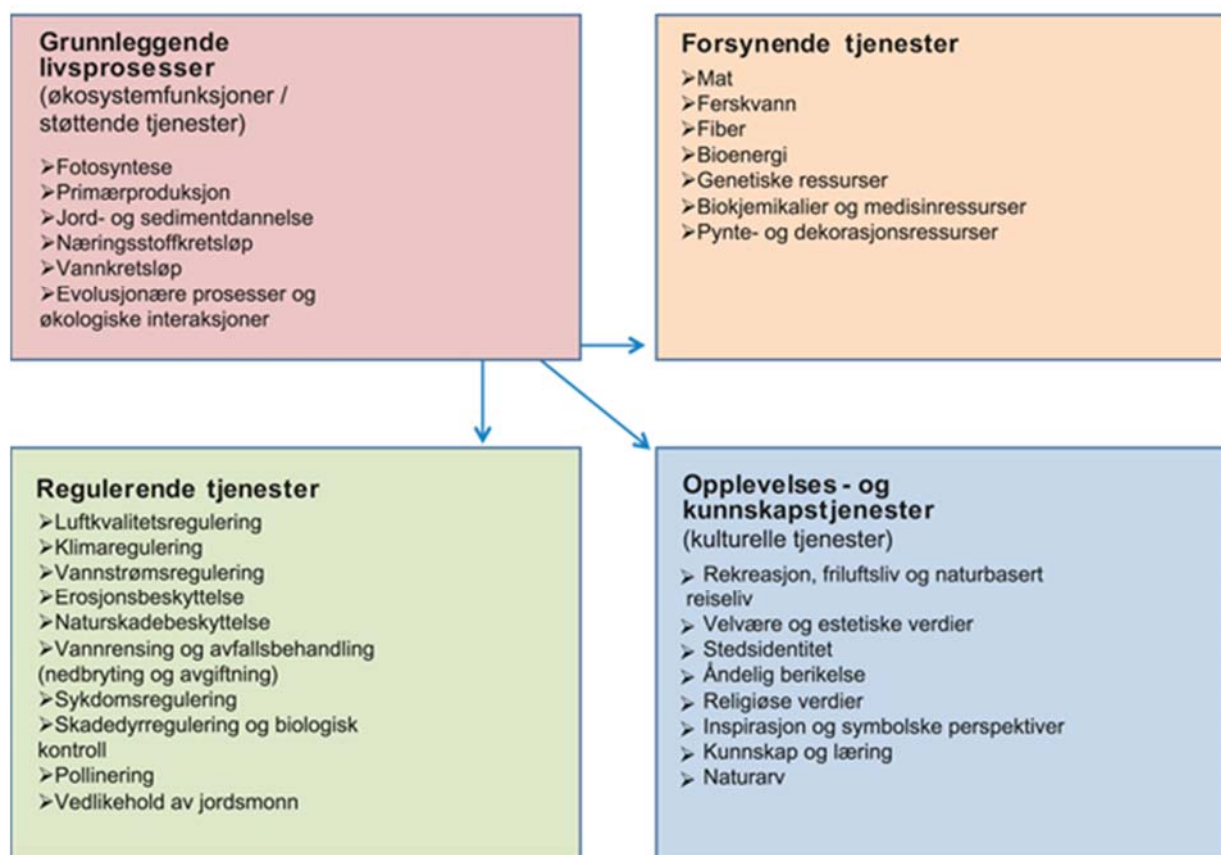 Grunnleggende
livsprosesser
(økosystemfunksjoner /
støttende tjenester)
➢Fotosyntese
➢Primærproduksjon
➢Jord- og sedimentdannelse
➢Næringsstoffkretsløp
➢Vannkretsløp
➢Evolusjonære prosesser og
økologiske interaksjoner
Forsynende tjenester
➢Mat
➢Ferskvann
➢Fiber
➢Bioenergi
➢Genetiske ressurser
➢Biokjemikalier og medisinressurser
➢Pynte- og dekorasjonsressurser
Regulerende tjenester
➢Luftkvalitetsregulering
➢Klimaregulering
➢Vannstrømsregulering
➢Erosjonsbeskyttelse
➢Naturskadebeskyttelse
➢Vannrensing og avfallsbehandling
(nedbryting og avgiftning)
➢Sykdomsregulering
➢Skadedyrregulering og biologisk
kontroll
➢Pollinering
➢Vedlikehold av jordsmonn
Opplevelses - og
kunnskapstjenester
(kulturelle tjenester)
➢ Rekreasjon, friluftsliv og naturbasert
reiseliv
➢ Velvære og estetiske verdier
➢ Stedsidentitet
➢ Åndelig berikelse
➢ Religiøse verdier
➢ Inspirasjon og symbolske perspektiver
➢ Kunnskap og læring
➢ Naturarv